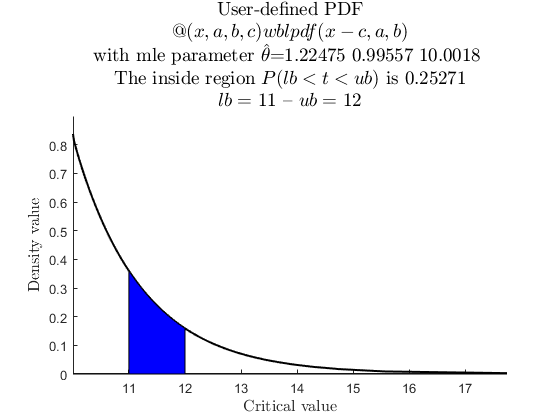 User-defined PDF
@(x, a, b, c)wblpdf(x − c, a, b)
with mle parameter θ̂=1.22475 0.99557 10.0018
The inside region P(lb < t < ub) is 0.25271
lb = 11 – ub = 12
Density value
0.8
0.7
0.6
0.5
0.4
0.3
0.2
0.1
0
11 12 13 14 15 16 17
Critical value